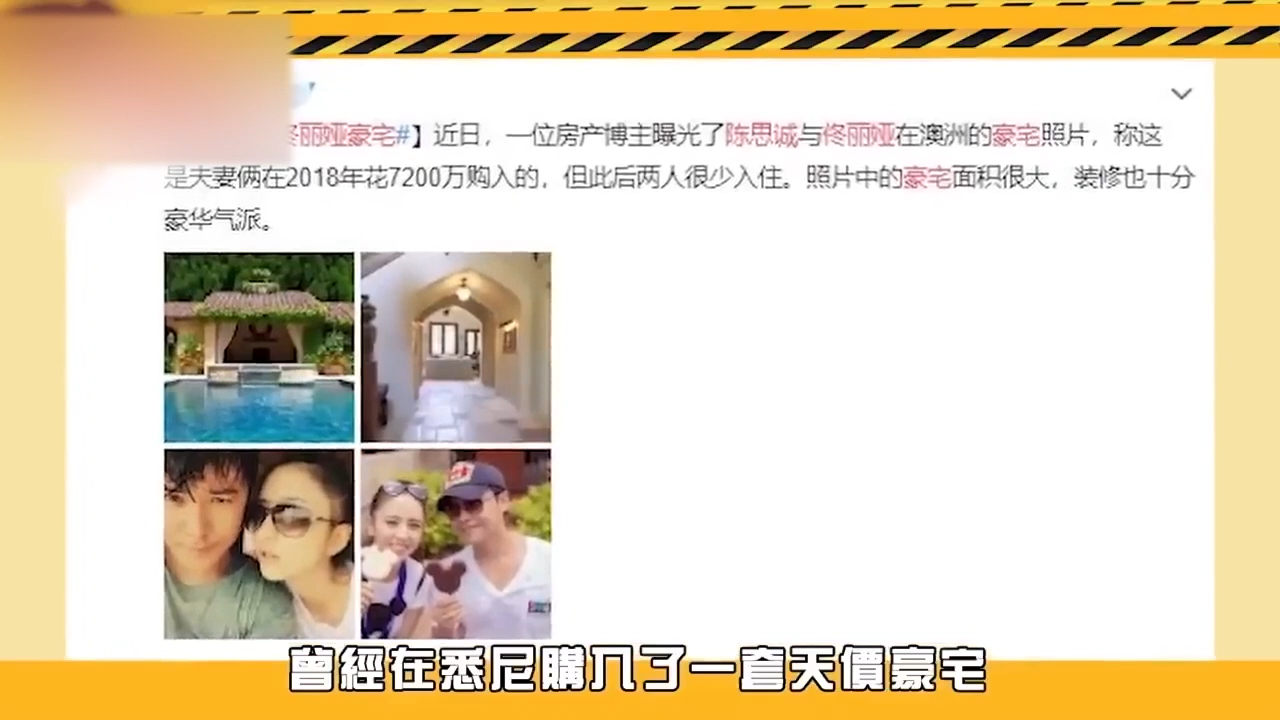 佟丽娅豪宅#】近日，一位房产博主曝光了陈思诚与佟丽娅在澳洲的豪宅照片，称这
是夫妻俩在2018年花7200万购入的，但此后两人很少入住。照片中的豪宅面积很大，装修也十分
豪华气派。
曾經在悉尼購入了一套天價豪宅